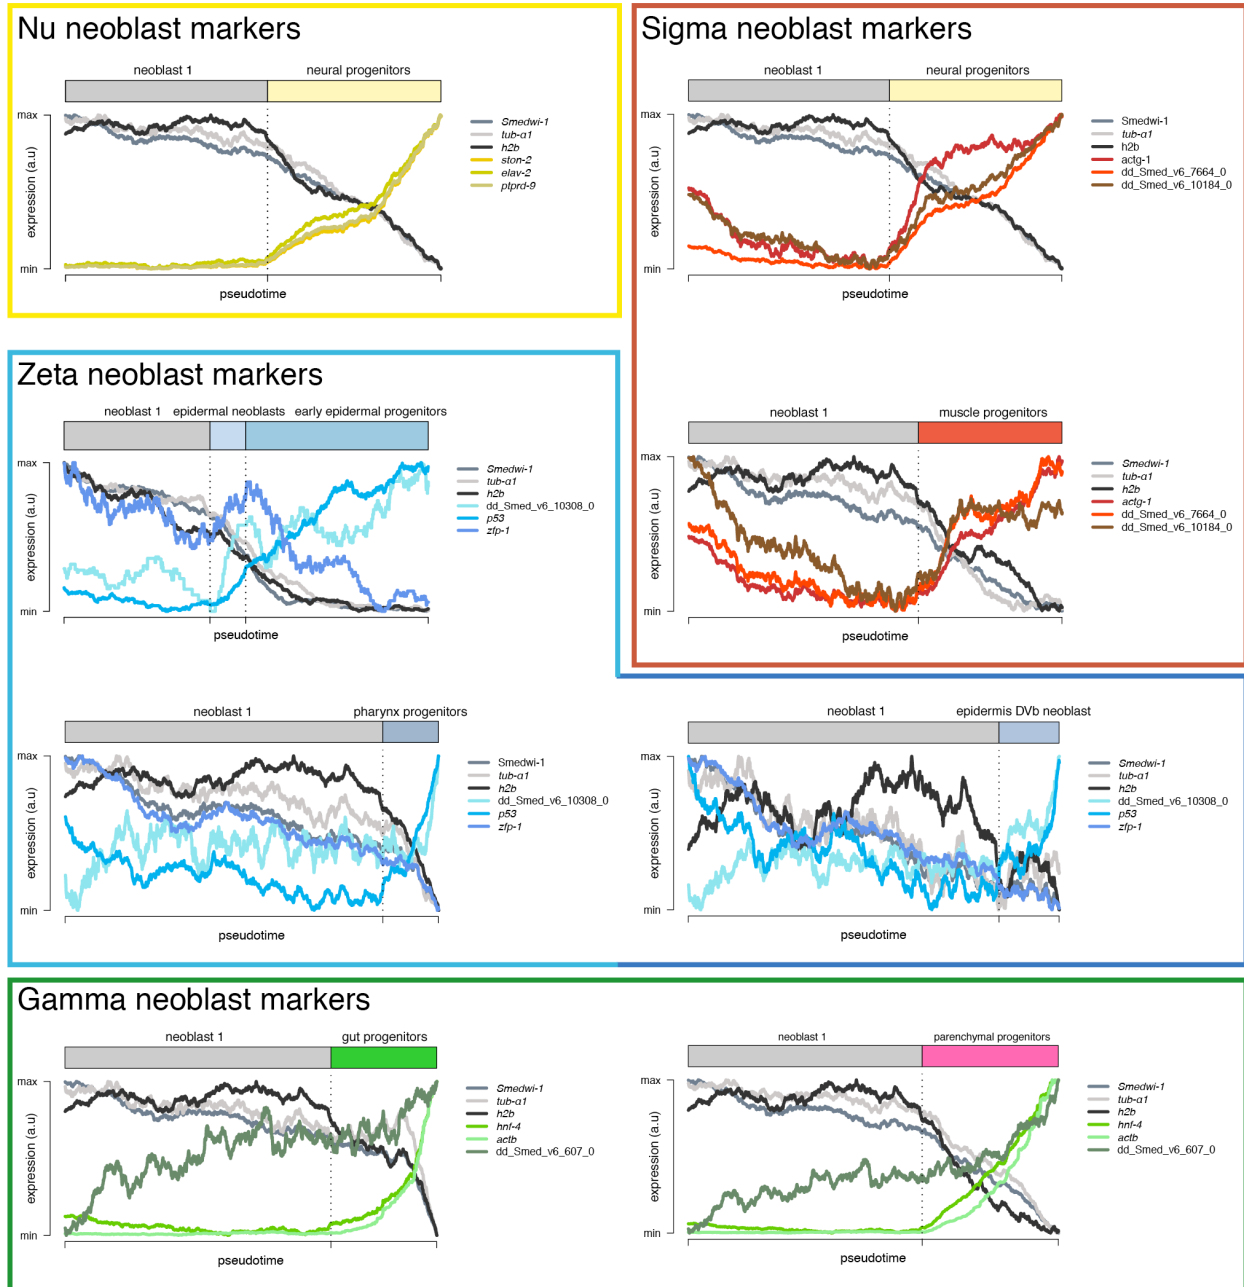 Nu neoblast markers
neoblast 1
neural progenitors
max
min
expression (a.u)
pseudotime
Smedwi-1
tub-α1
h2b
ston-2
elav-2
ptprd-9
Sigma neoblast markers
neoblast 1
neural progenitors
max
min
expression (a.u)
pseudotime
Smedwi-1
tub-α1
h2b
actg-1
dd_Smed_v6_7664_0
dd_Smed_v6_10184_0
Zeta neoblast markers
neoblast 1
epidermal neoblasts
early epidermal progenitors
max
min
expression (a.u)
pseudotime
Smedwi-1
tub-α1
h2b
dd_Smed_v6_10308_0
p53
zfp-1
neoblast 1
muscle progenitors
max
min
expression (a.u)
pseudotime
Smedwi-1
tub-α1
h2b
actg-1
dd_Smed_v6_7664_0
dd_Smed_v6_10184_0
neoblast 1
pharynx progenitors
max
min
expression (a.u)
pseudotime
Smedwi-1
tub-α1
h2b
dd_Smed_v6_10308_0
p53
zfp-1
neoblast 1
epidermis DVb neoblast
max
min
expression (a.u)
pseudotime
Smedwi-1
tub-α1
h2b
dd_Smed_v6_10308_0
p53
zfp-1
Gamma neoblast markers
neoblast 1
gut progenitors
max
min
expression (a.u)
pseudotime
Smedwi-1
tub-α1
h2b
hnf-4
actb
dd_Smed_v6_607_0
neoblast 1
parenchymal progenitors
max
min
expression (a.u)
pseudotime
Smedwi-1
tub-α1
h2b
hnf-4
actb
dd_Smed_v6_607_0